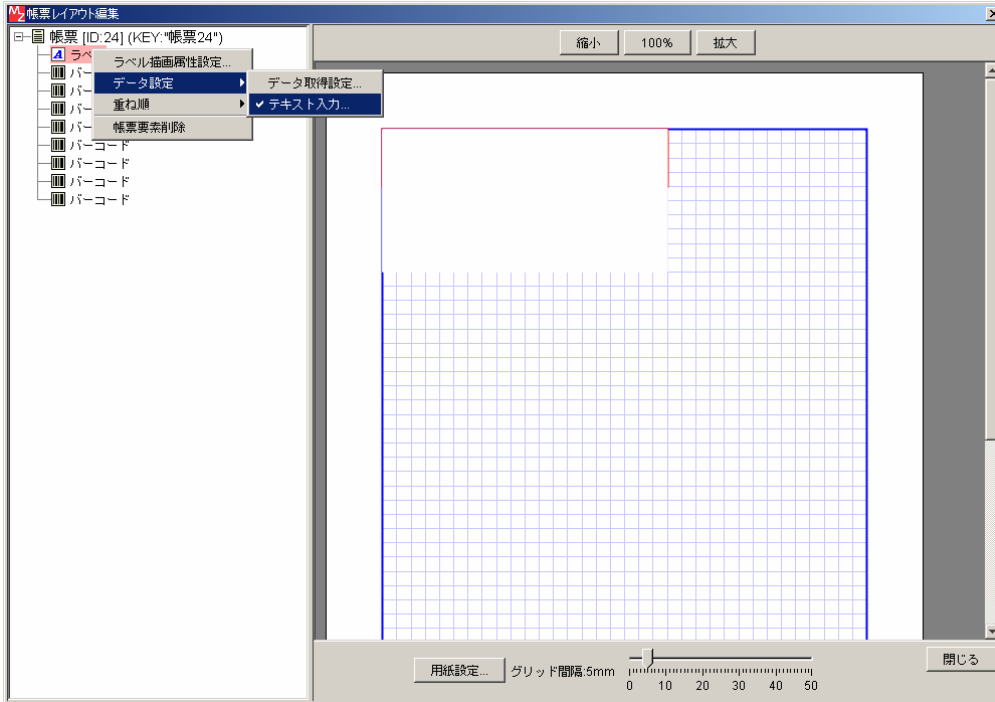 帳票レイアウト編集
帳票 [ID:24] (KEY:"帳票24")
縮小
100%
拡大
ラベ
ラベル描画属性設定...
バー
データ設定
データ取得設定...
バー
重ね順
テキスト入力...
バー
バー
帳票要素削除
バーコード
バーコード
バーコード
バーコード
用紙設定...
グリッド間隔:5mm
0 10 20 30 40 50
閉じる